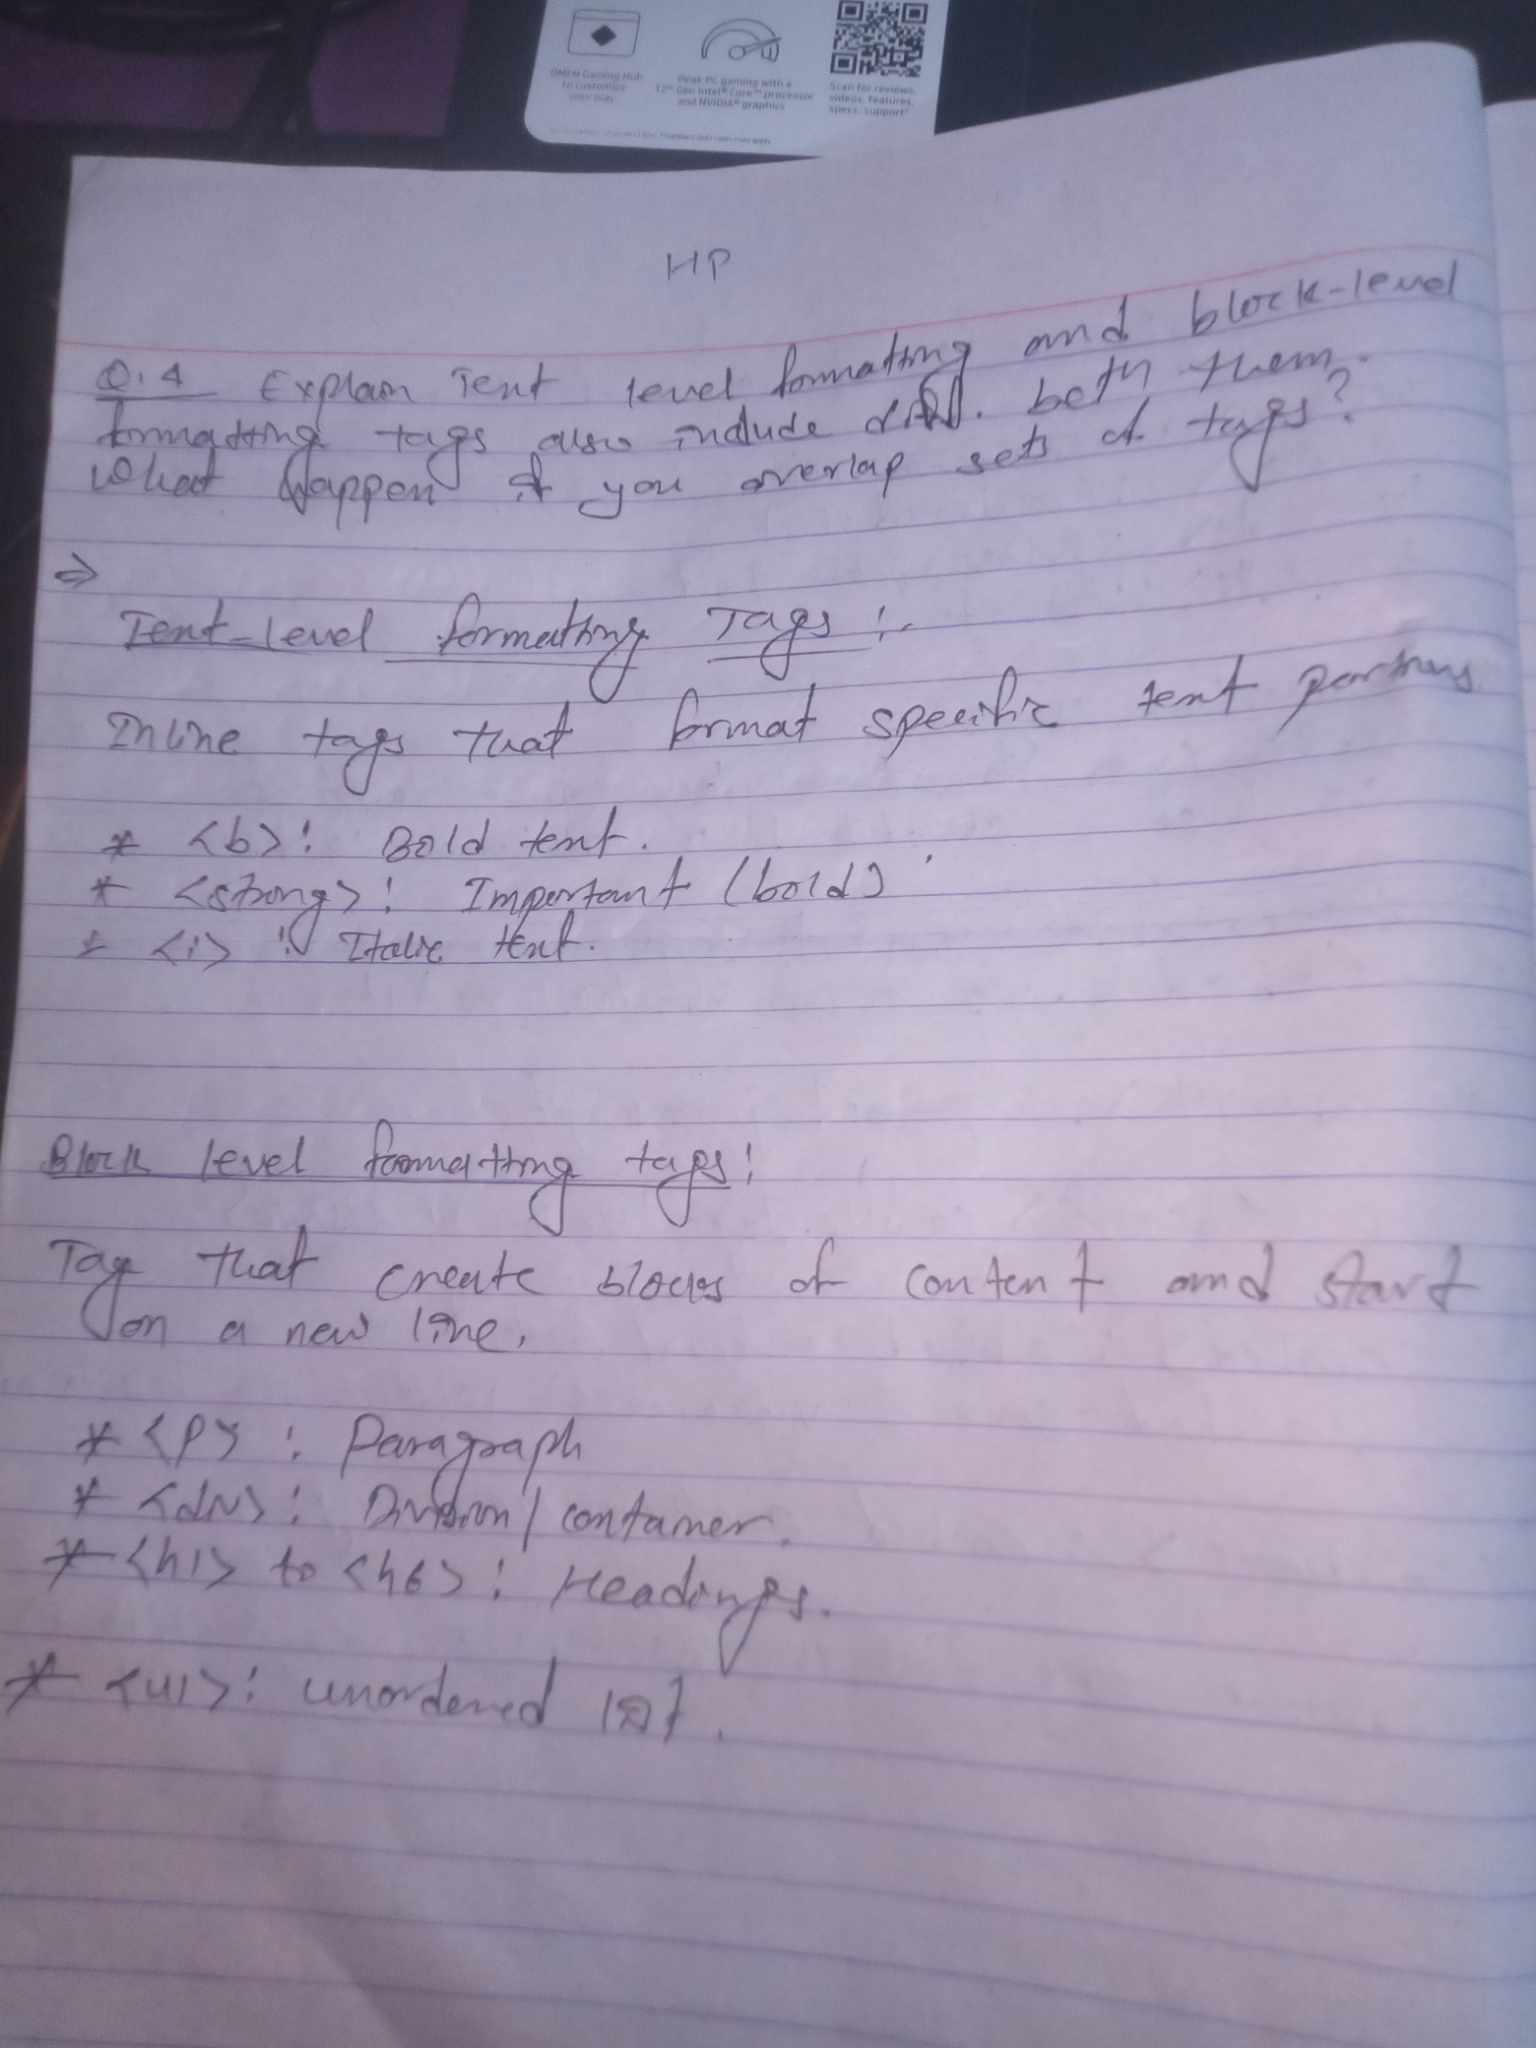 OMEN Gaming Hub
to customize
Peak PC gaming with a
12th Gen Intel® Core™ processor
and NVIDIA® graphics
Scan for reviews,
videos, features,
specs, support*
HP
Q.4 Explain Text level formatting and block-level
formatting tags also include diff. beth them.
What happen if you overlap sets of tags?
⇒
Text-level formatting Tags :-
Inline tags that format specific text portions
* <b>: Bold text.
* <strong>: Important (bold)
* <i> : Italic text.
Block level formatting tags:
Tag that create blocks of content and start
on a new line.
* <p> : Paragraph
* <div> : Division/container.
* <h1> to <h6> : Headings.
* <ul> : unordered list.